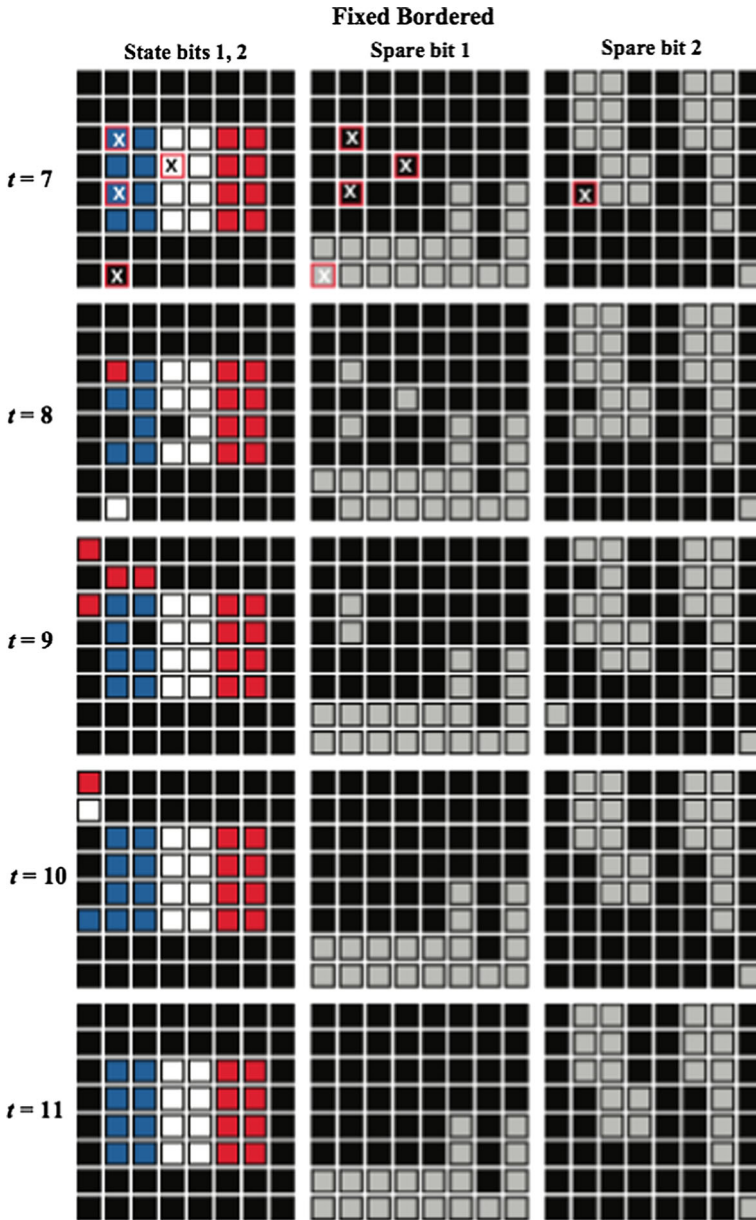 Fixed Bordered
State bits 1, 2 Spare bit 1 Spare bit 2
t = 7
X X
X X X
X X X
X X
t = 8
t = 9
t = 10
t = 11